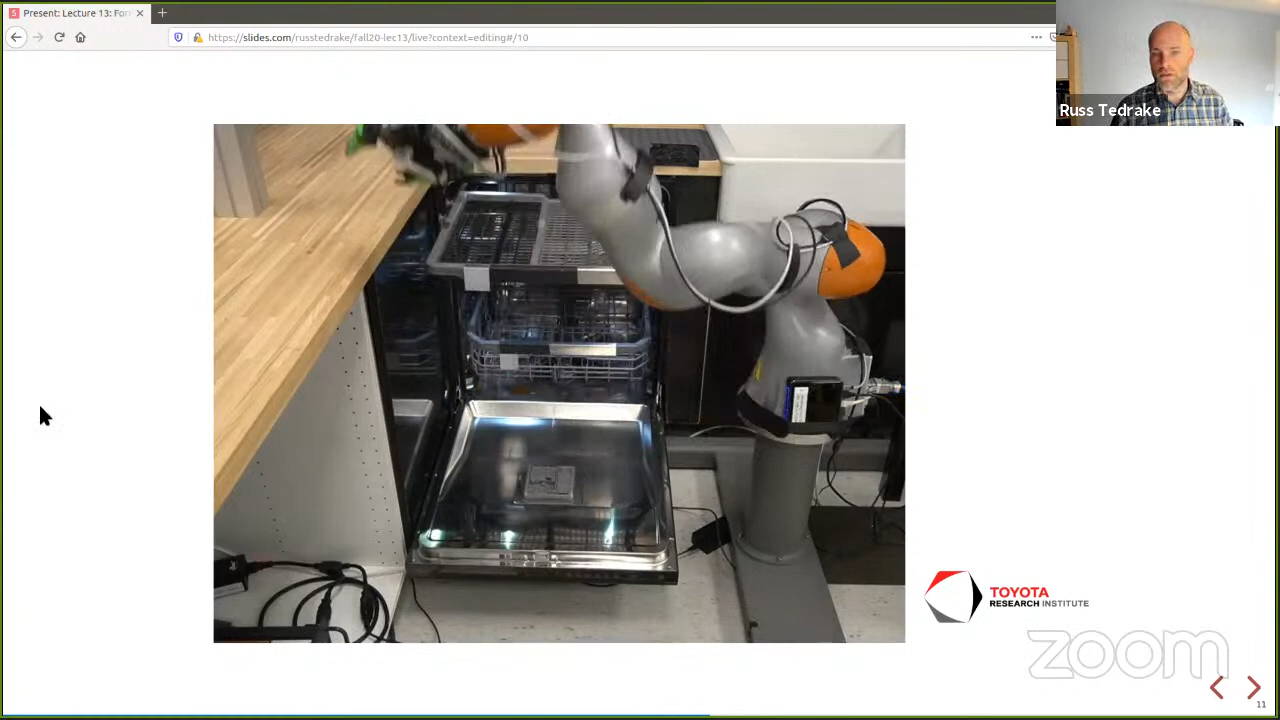 Present: Lecture 13: For
https://slides.com/russtedrake/fall20-lec13/live?context=editing#/10
Russ Tedrake
TOYOTA
RESEARCH INSTITUTE
zoom
11